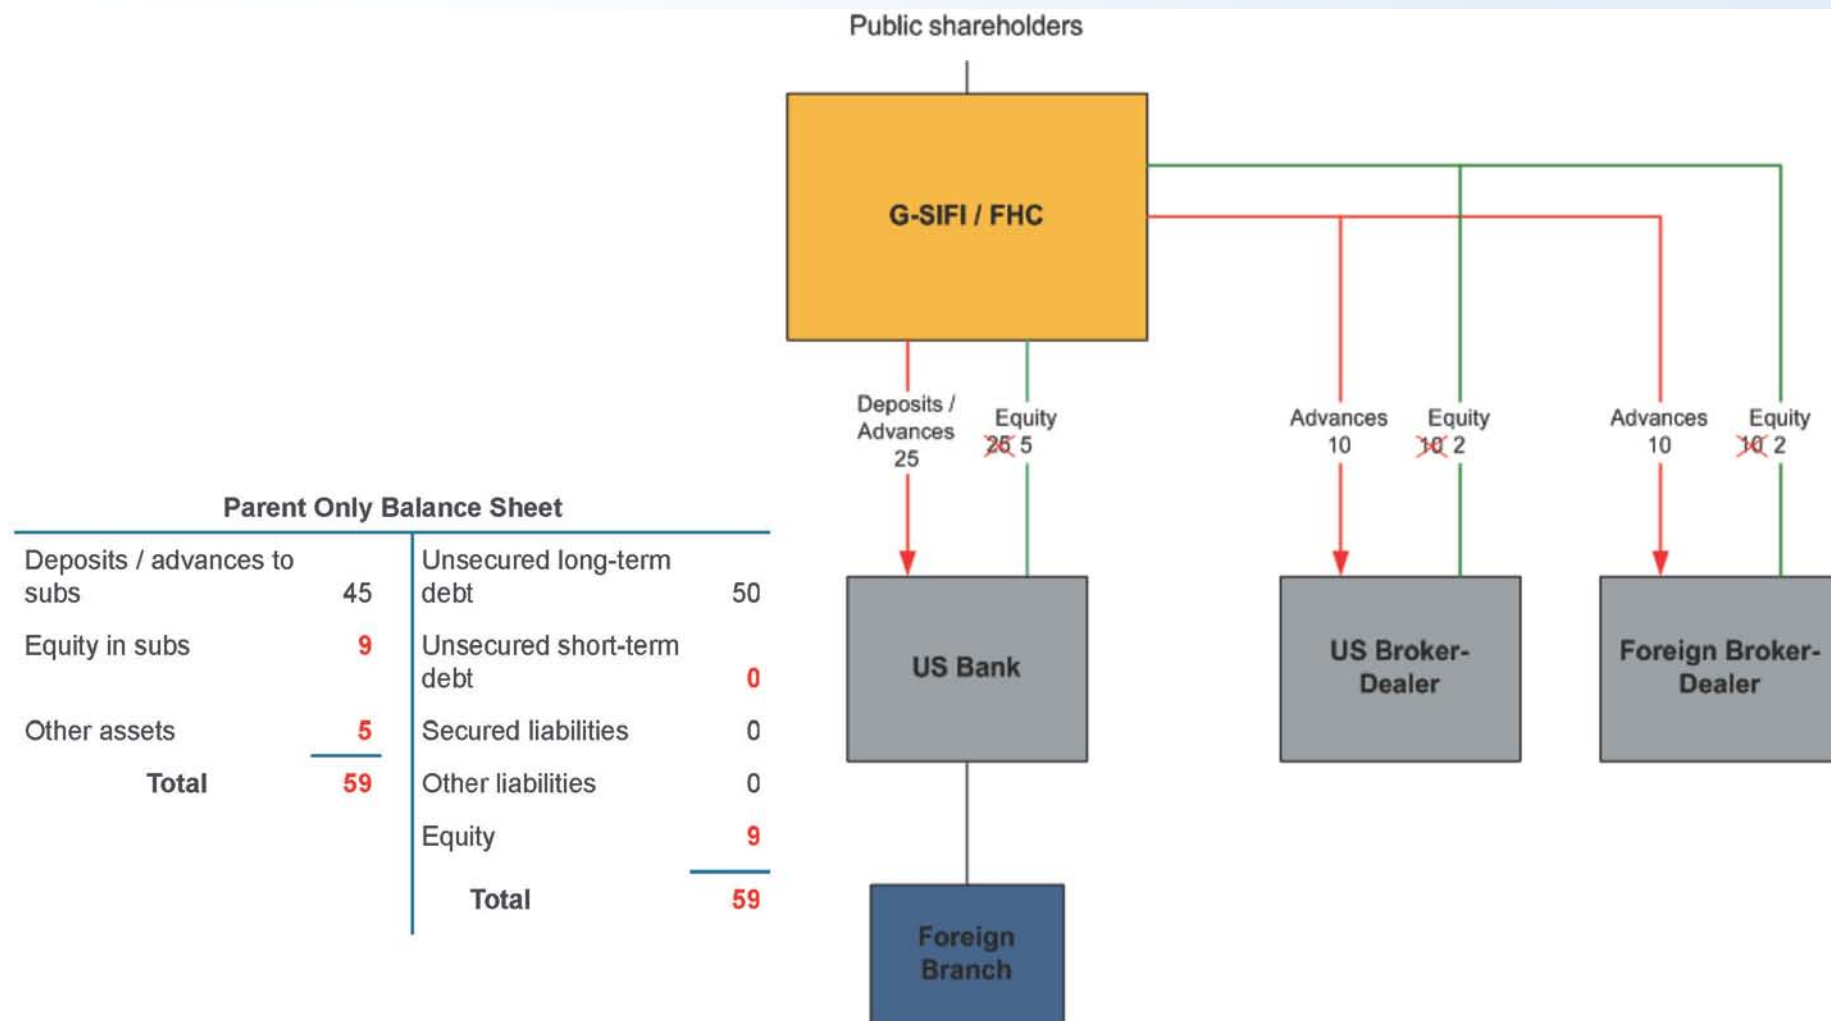 Public shareholders
G-SIFI / FHC
Deposits /
Advances
25
Equity
25 5
Advances
10
Equity
10 2
Advances
10
Equity
10 2
Parent Only Balance Sheet
Deposits / advances to
subs 45
Unsecured long-term
debt 50
Equity in subs 9
Unsecured short-term
debt 0
Other assets 5
Secured liabilities 0
Total 59
Other liabilities 0
Equity 9
Total 59
US Bank
US Broker-
Dealer
Foreign Broker-
Dealer
Foreign
Branch